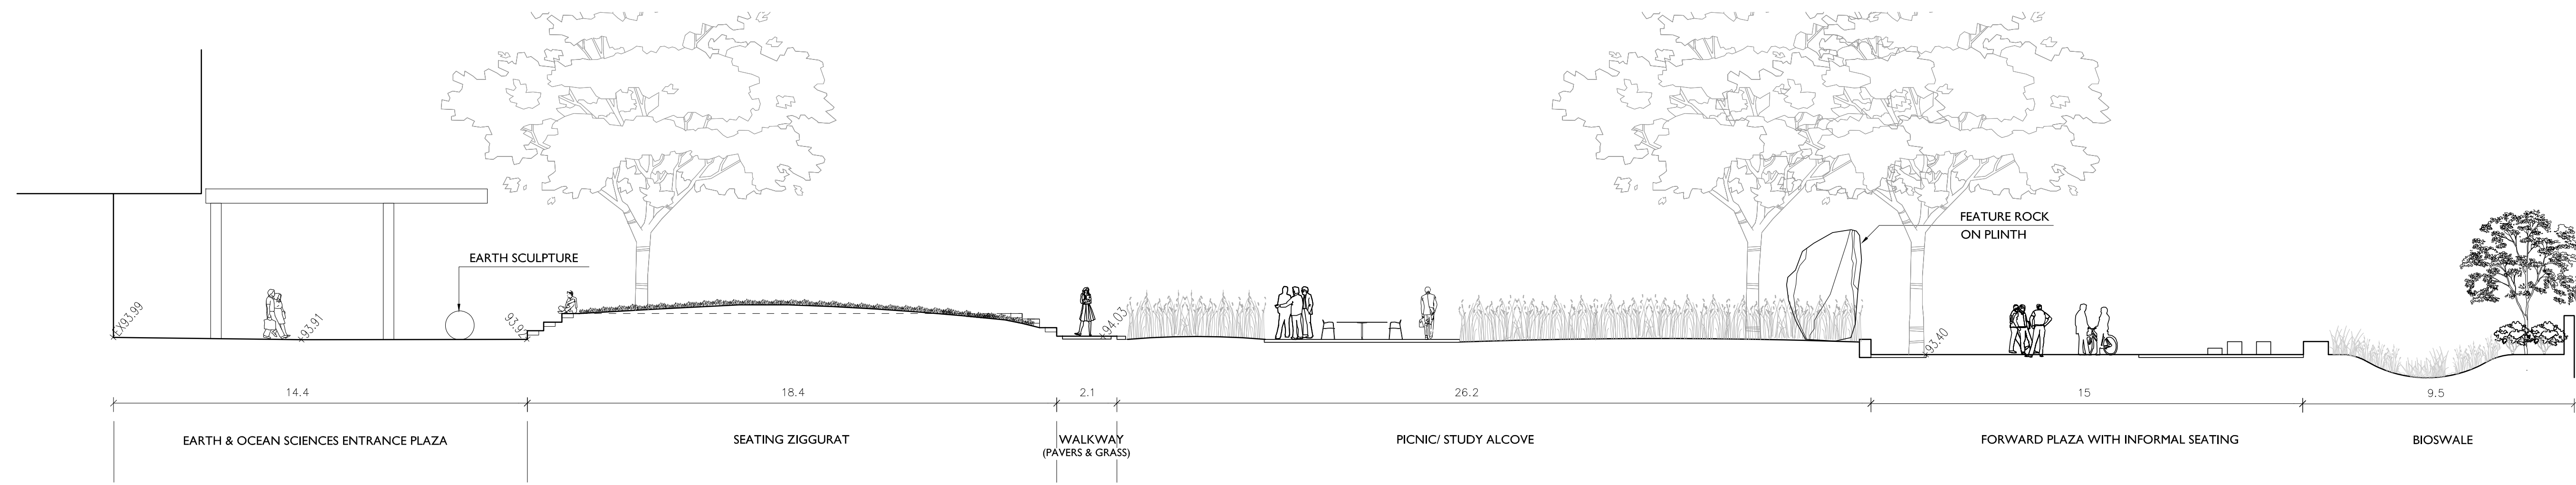 FEATURE ROCK
ON PLINTH
EARTH SCULPTURE
EX93.99
93.91
94.03
93.40
14.4
18.4
2.1
26.2
15
9.5
EARTH & OCEAN SCIENCES ENTRANCE PLAZA
SEATING ZIGGURAT
WALKWAY
(PAVERS & GRASS)
PICNIC/ STUDY ALCOVE
FORWARD PLAZA WITH INFORMAL SEATING
BIOSWALE